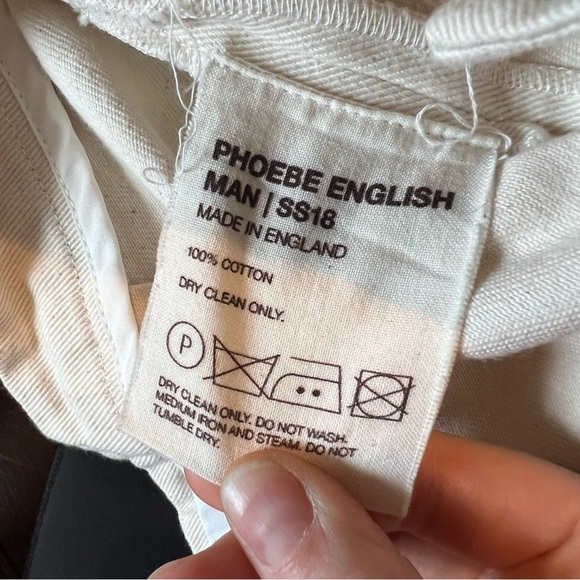 PHOEBE ENGLISH
MAN | SS18
MADE IN ENGLAND
100% COTTON
DRY CLEAN ONLY.
P
DRY CLEAN ONLY. DO NOT WASH.
MEDIUM IRON AND STEAM. DO NOT
TUMBLE DRY.